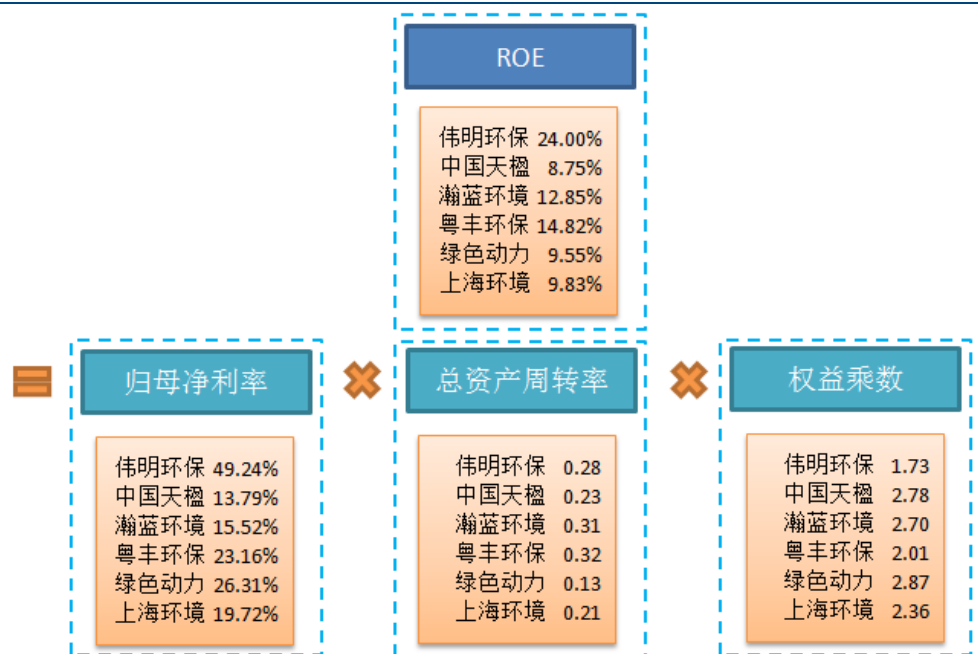 ROE
伟明环保 24.00%
中国天楹 8.75%
瀚蓝环境 12.85%
粤丰环保 14.82%
绿色动力 9.55%
上海环境 9.83%
归母净利率
伟明环保 49.24%
中国天楹 13.79%
瀚蓝环境 15.52%
粤丰环保 23.16%
绿色动力 26.31%
上海环境 19.72%
总资产周转率
伟明环保 0.28
中国天楹 0.23
瀚蓝环境 0.31
粤丰环保 0.32
绿色动力 0.13
上海环境 0.21
权益乘数
伟明环保 1.73
中国天楹 2.78
瀚蓝环境 2.70
粤丰环保 2.01
绿色动力 2.87
上海环境 2.36